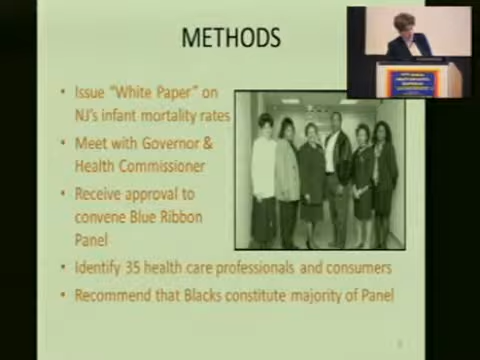 METHODS
• Issue "White Paper" on
NJ's infant mortality rates
• Meet with Governor &
Health Commissioner
• Receive approval to
convene Blue Ribbon
Panel
• Identify 35 health care professionals and consumers
• Recommend that Blacks constitute majority of Panel